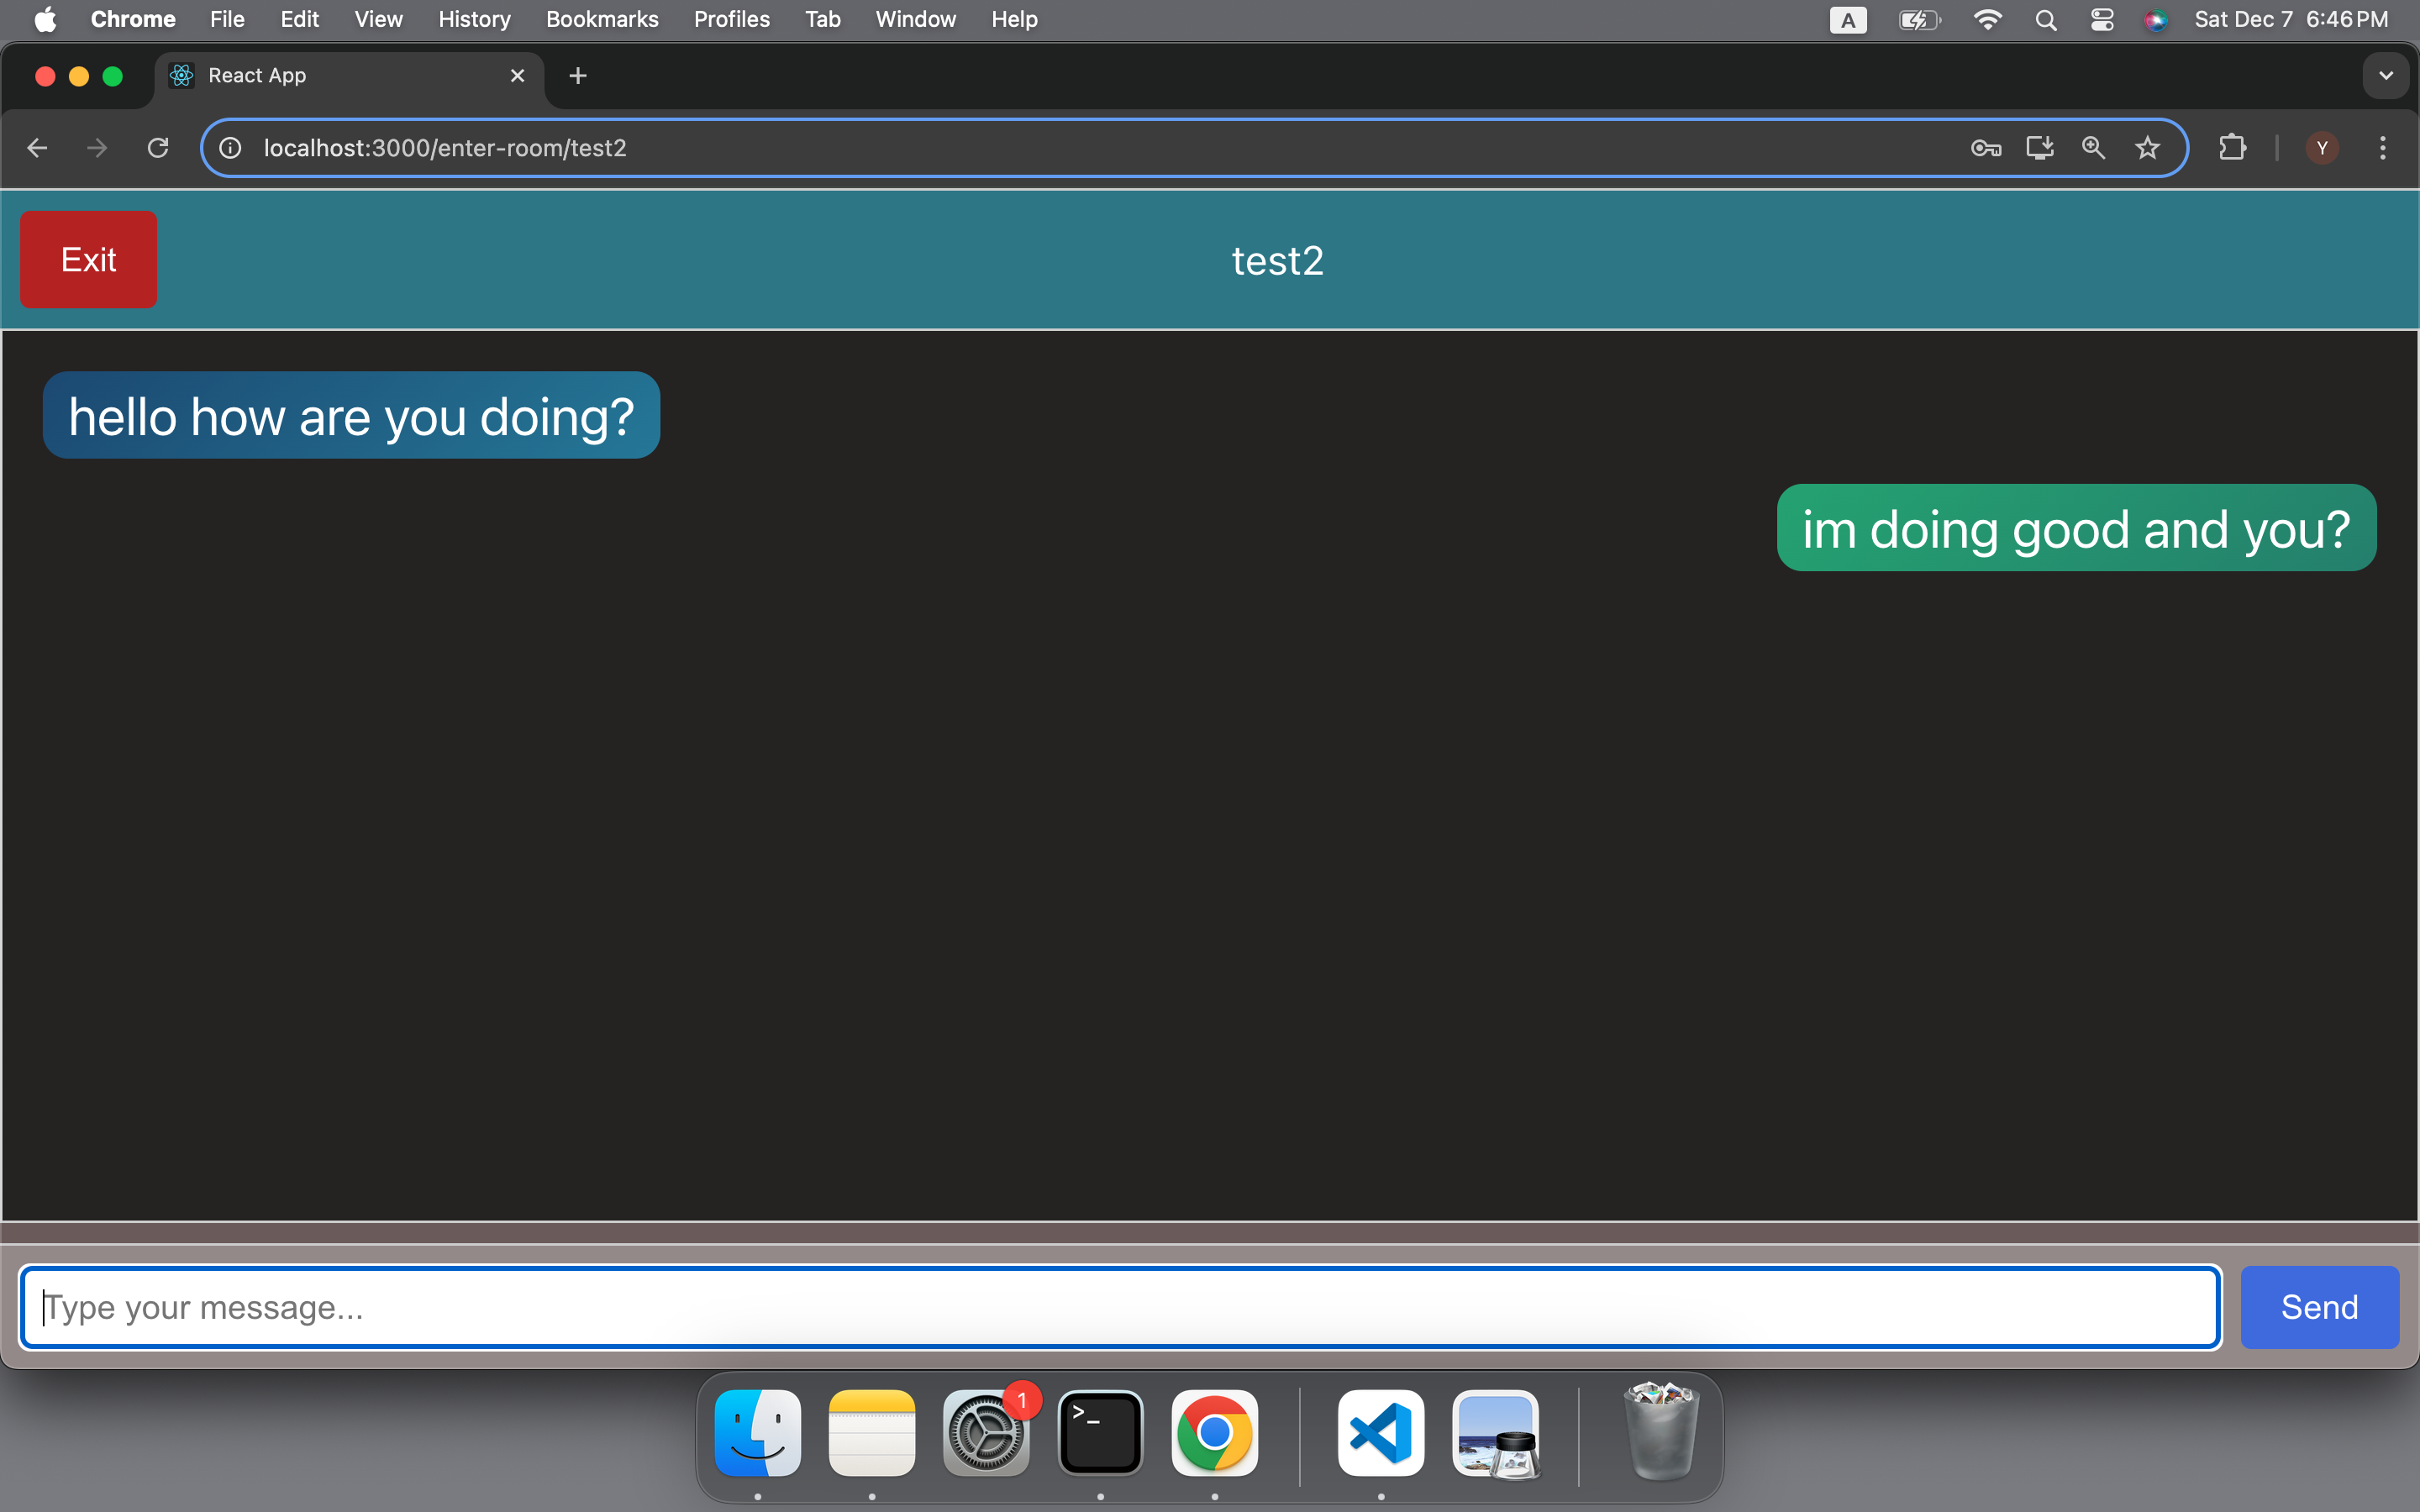 Chrome File Edit View History Bookmarks Profiles Tab Window Help A Sat Dec 7 6:46 PM
React App
localhost:3000/enter-room/test2 Y
Exit test2
hello how are you doing?
im doing good and you?
Type your message...
Send
1
>_